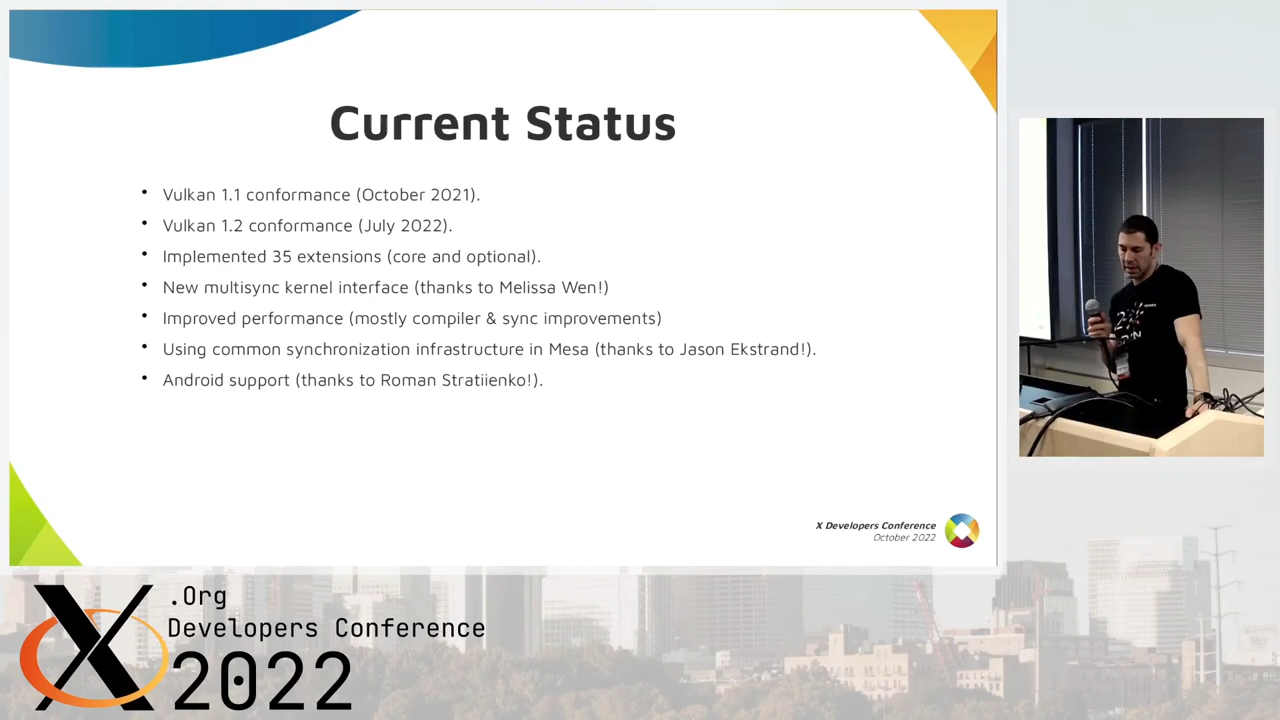 Current Status
• Vulkan 1.1 conformance (October 2021).
• Vulkan 1.2 conformance (July 2022).
• Implemented 35 extensions (core and optional).
• New multisync kernel interface (thanks to Melissa Wen!)
• Improved performance (mostly compiler & sync improvements)
• Using common synchronization infrastructure in Mesa (thanks to Jason Ekstrand!).
• Android support (thanks to Roman Stratiienko!).
X Developers Conference
October 2022
X.Org
Developers Conference
2022